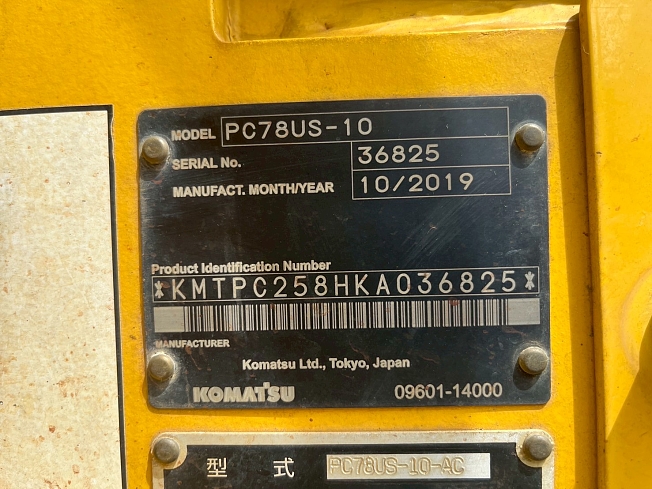 MODEL PC78US-10
SERIAL No. 36825
MANUFACT. MONTH/YEAR 10/2019
Product Identification Number
*KMTPC258HKA036825*
MANUFACTURER
Komatsu Ltd., Tokyo, Japan
KOMATSU 09601-14000
型 式 PC78US-10-AC